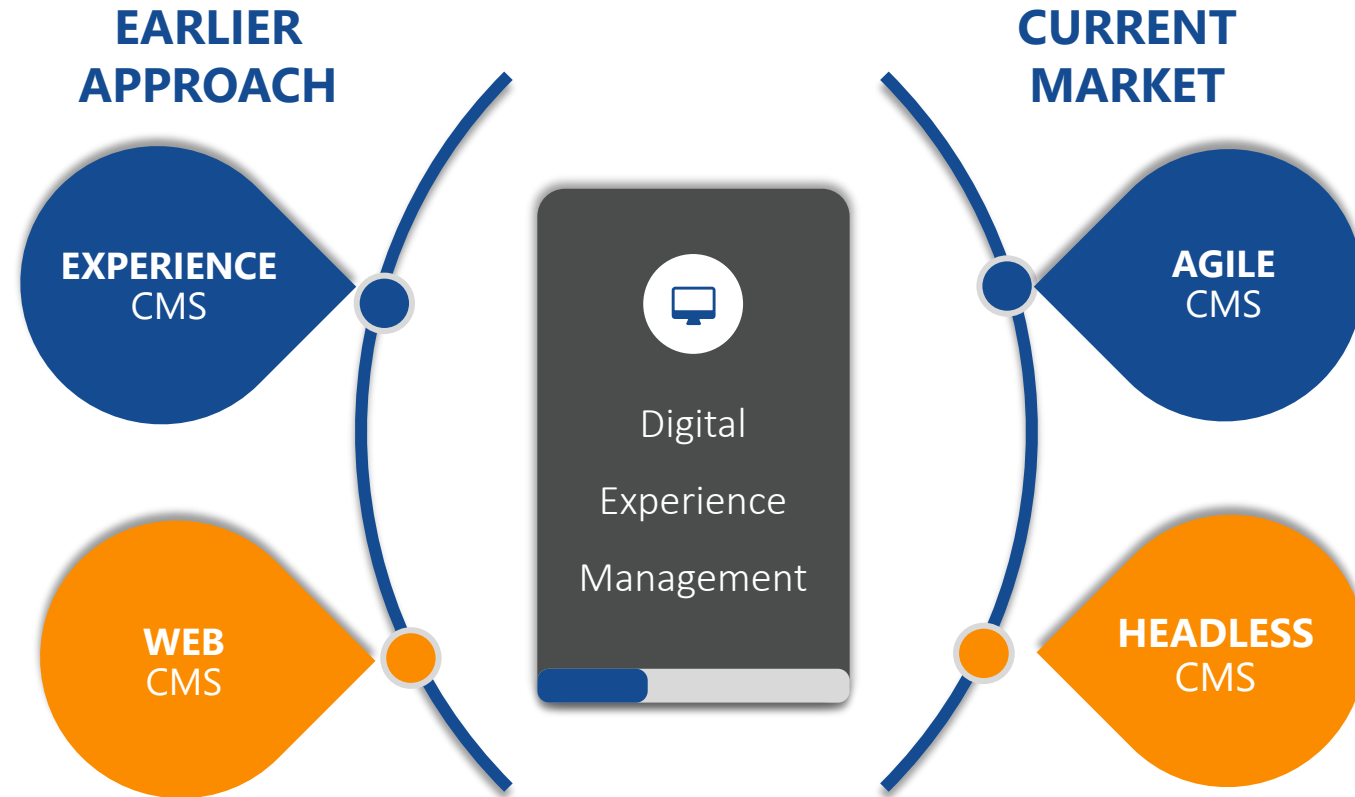 EARLIER
APPROACH
EXPERIENCE
CMS
WEB
CMS
Digital
Experience
Management
CURRENT
MARKET
AGILE
CMS
HEADLESS
CMS